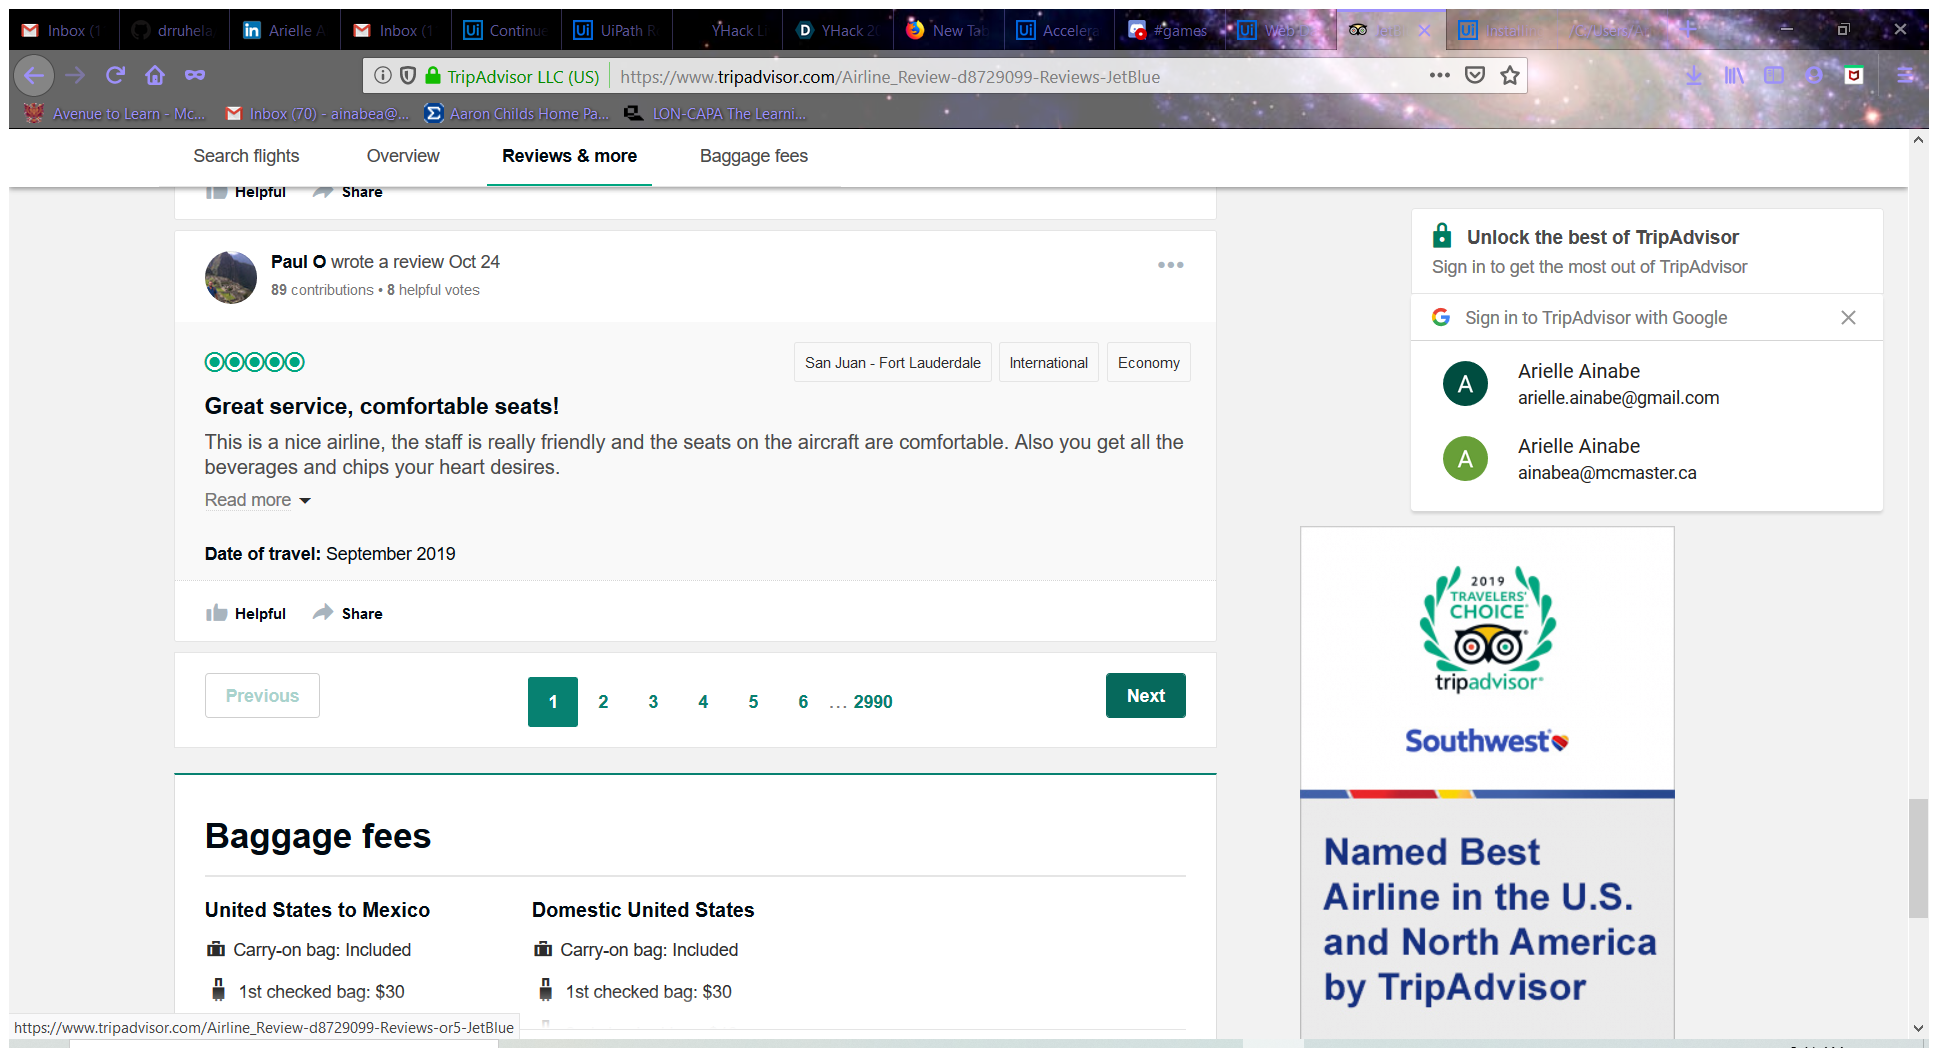 Inbox (1
drruhela
Arielle A
Inbox (1
Continue
UiPath R
YHack L
YHack 20
New Tab
Accelera
#games
Installin
/C:/Users/A
TripAdvisor LLC (US)
https://www.tripadvisor.com/Airline_Review-d8729099-Reviews-JetBlue
Avenue to Learn - Mc...
Inbox (70) - ainabea@...
Aaron Childs Home Pa...
LON-CAPA The Learni...
Search flights
Overview
Reviews & more
Baggage fees
Helpful
Share
Paul O wrote a review Oct 24
89 contributions • 8 helpful votes
San Juan - Fort Lauderdale
International
Economy
Great service, comfortable seats!
This is a nice airline, the staff is really friendly and the seats on the aircraft are comfortable. Also you get all the
beverages and chips your heart desires.
Read more
Date of travel: September 2019
Helpful
Share
Previous
1 2 3 4 5 6 ... 2990
Next
Baggage fees
United States to Mexico
Carry-on bag: Included
1st checked bag: $30
Domestic United States
Carry-on bag: Included
1st checked bag: $30
https://www.tripadvisor.com/Airline_Review-d8729099-Reviews-or5-JetBlue
Unlock the best of TripAdvisor
Sign in to get the most out of TripAdvisor
Sign in to TripAdvisor with Google
A
Arielle Ainabe
arielle.ainabe@gmail.com
A
Arielle Ainabe
ainabea@mcmaster.ca
2019
TRAVELERS'
CHOICE
tripadvisor
Southwest
Named Best
Airline in the U.S.
and North America
by TripAdvisor